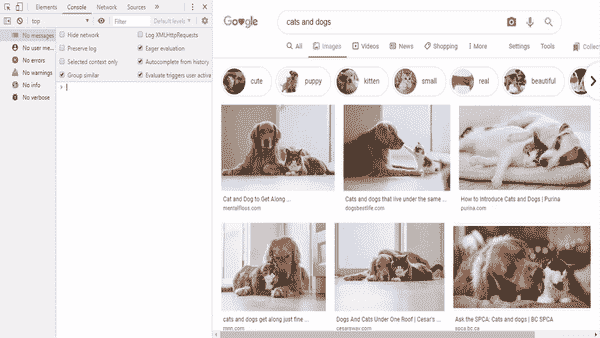 Elements Console Network Sources
top Filter Default levels
No messages
No user me...
No errors
No warnings
No info
No verbose
Hide network
Preserve log
Selected context only
Group similar
Log XMLHttpRequests
Eager evaluation
Autocomplete from history
Evaluate triggers user active
Google
cats and dogs
All Images Videos News Shopping More Settings Tools Collec
cute puppy kitten small real beautiful
Cat and Dog to Get Along ...
mentalfloss.com
Cats and dogs that live under the same ...
dogsbestlife.com
How to Introduce Cats and Dogs | Purina
purina.com
cats and dogs get along just fine ...
Dogs And Cats Under One Roof | Cesar's ...
cesarsway.com
Ask the SPCA: Cats and dogs | BC SPCA
spca.bc.ca